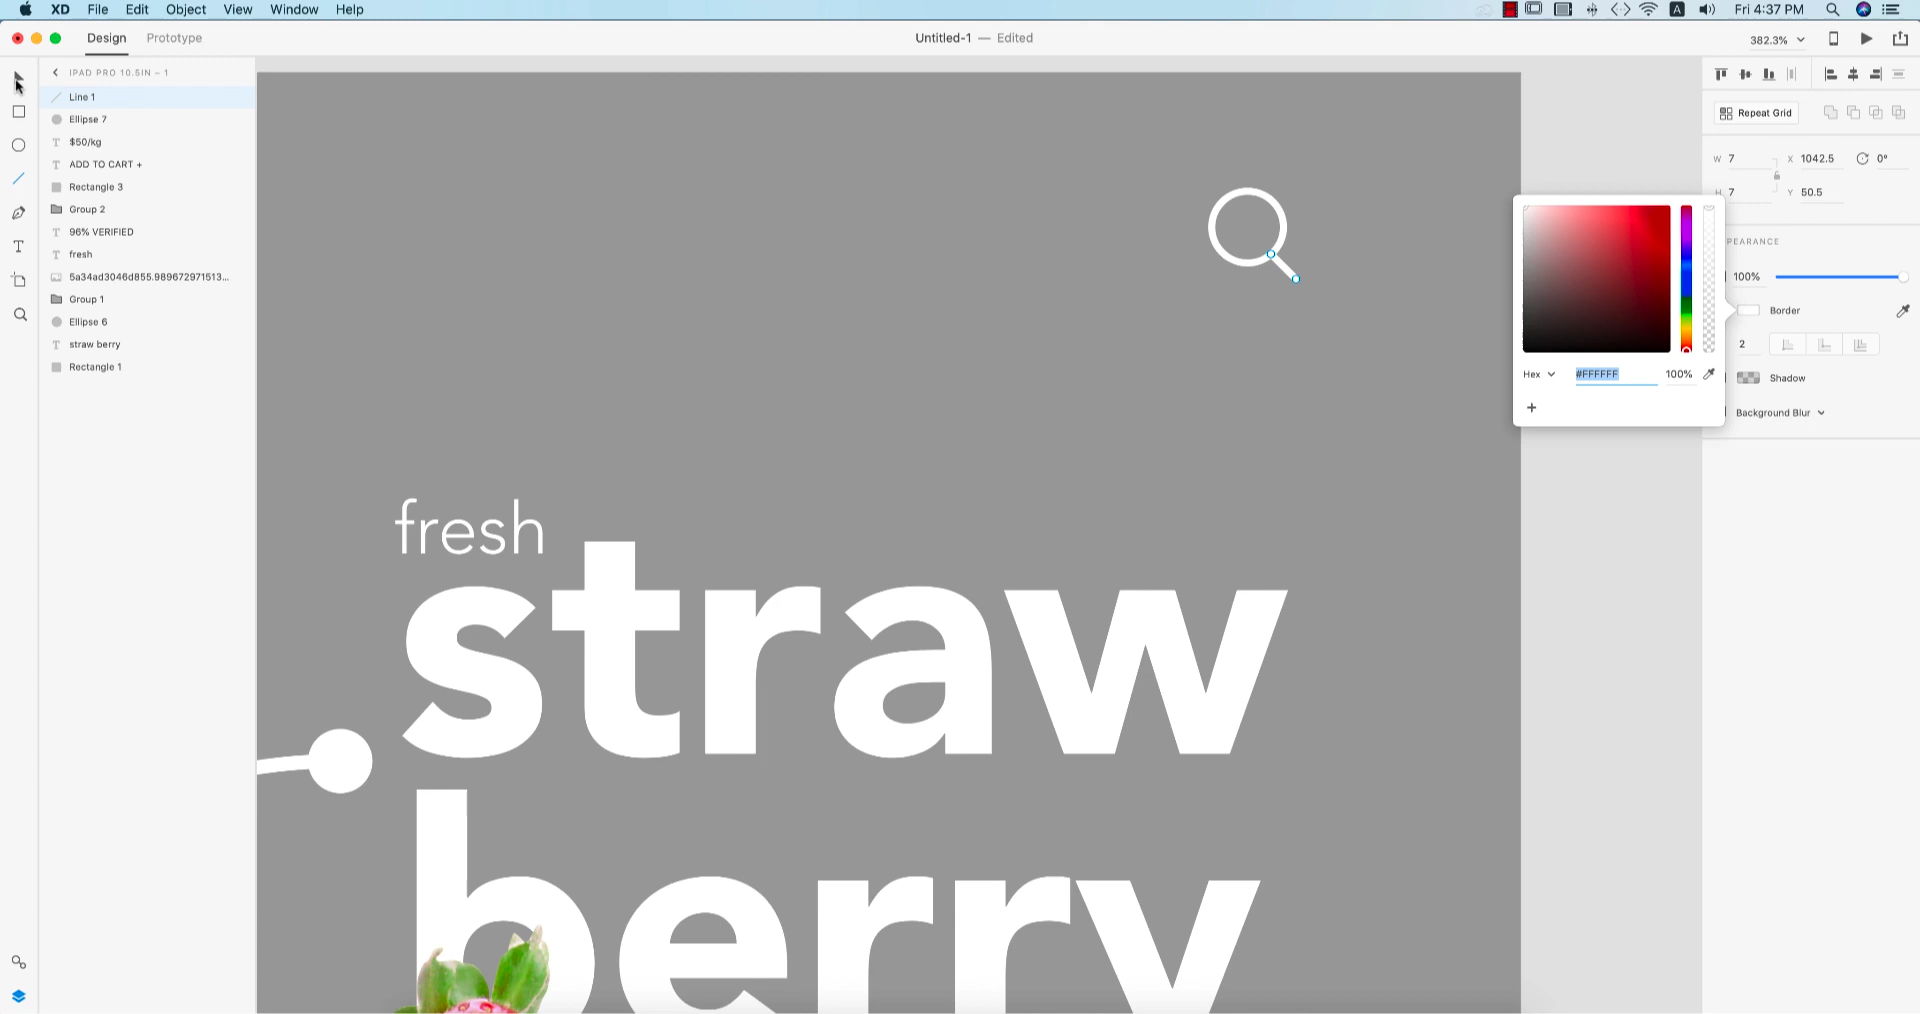 XD File Edit Object View Window Help
A Fri 4:37 PM
Design Prototype
Untitled-1 — Edited
382.3%
IPAD PRO 10.5IN – 1
Line 1
Ellipse 7
$50/kg
ADD TO CART +
Rectangle 3
Group 2
96% VERIFIED
fresh
5a34ad3046d855.989672971513...
Group 1
Ellipse 6
straw berry
Rectangle 1
fresh
straw
berry
Repeat Grid
W 7 X 1042.5 0°
H 7 Y 50.5
PEARANCE
100%
Border
2
Shadow
Background Blur
Hex #FFFFFF 100%
+